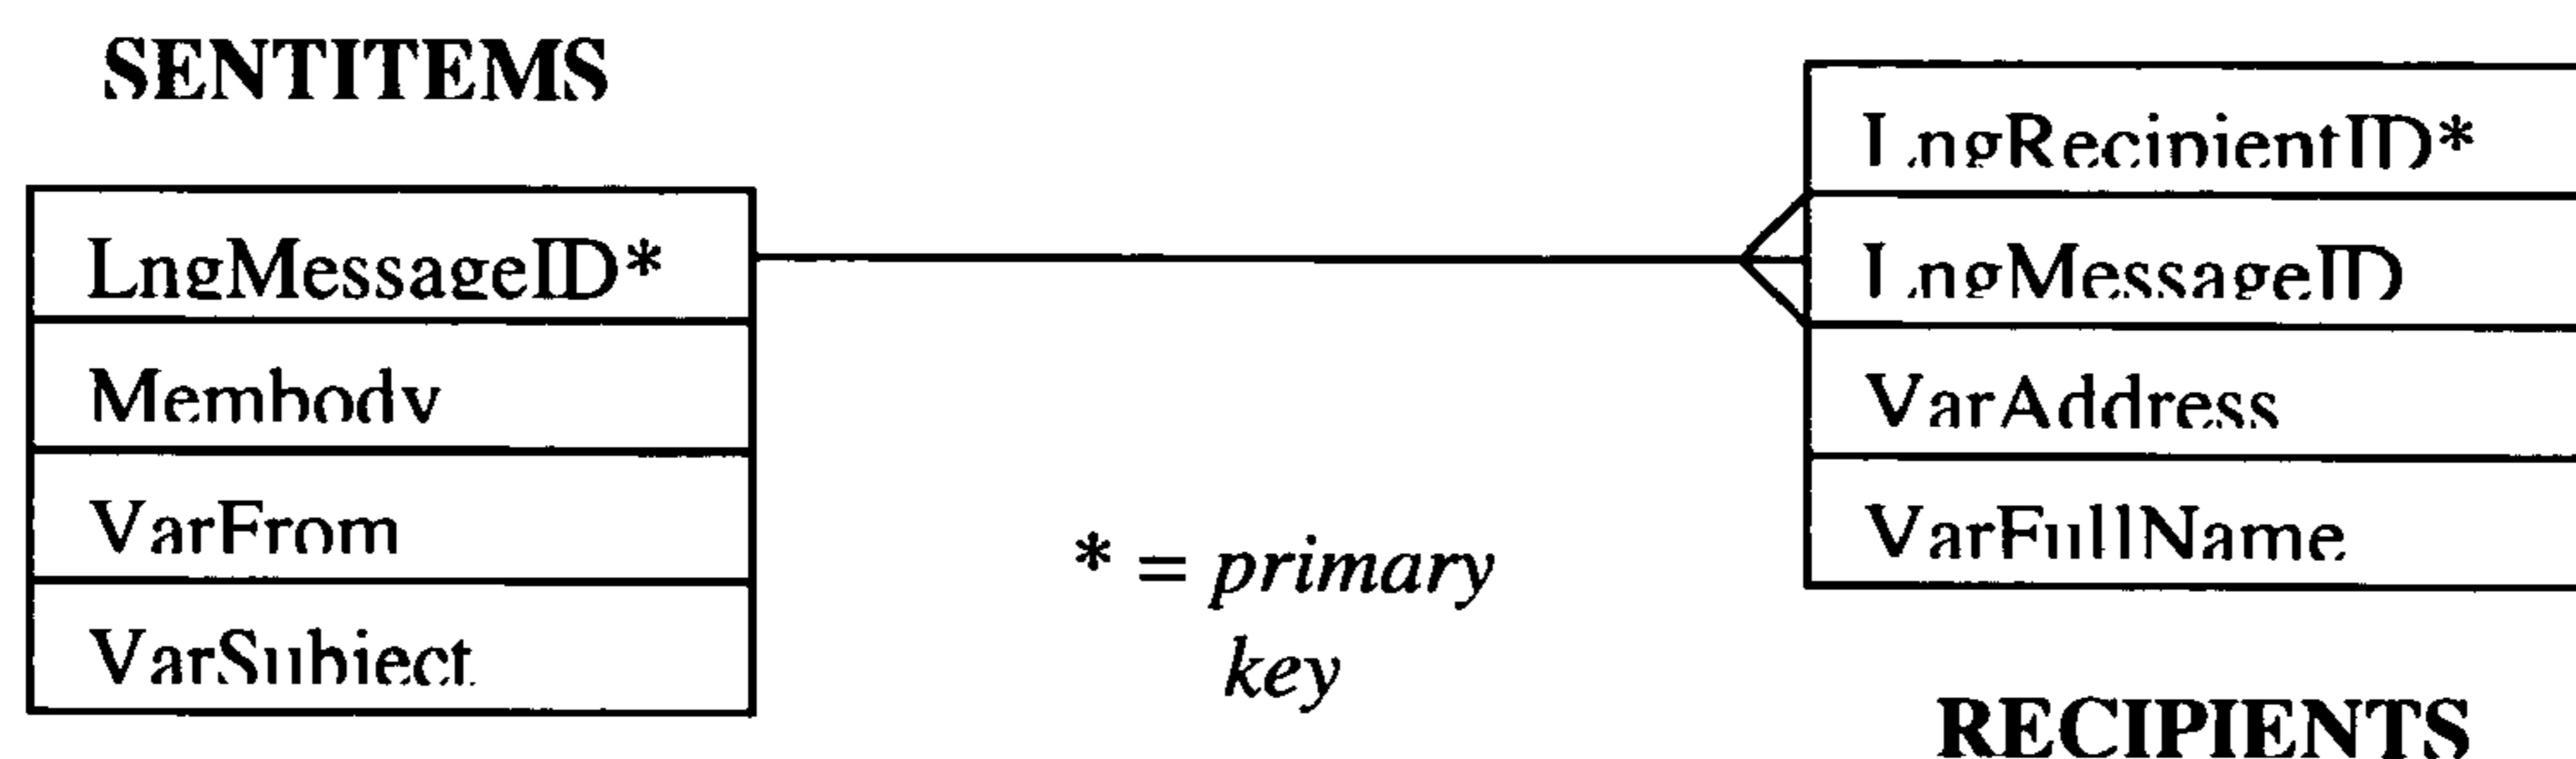 SENTITEMS
LngMessageID*
Membody
VarFrom
VarSubject
* = primary
key
LngRecipientID*
LngMessageID
VarAddress
VarFullName
RECIPIENTS